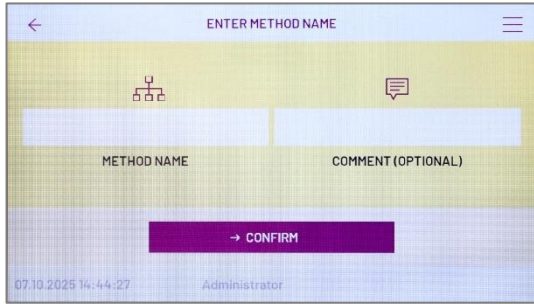 ENTER METHOD NAME
METHOD NAME
COMMENT (OPTIONAL)
→ CONFIRM
07.10.2025 14:44:27 Administrator